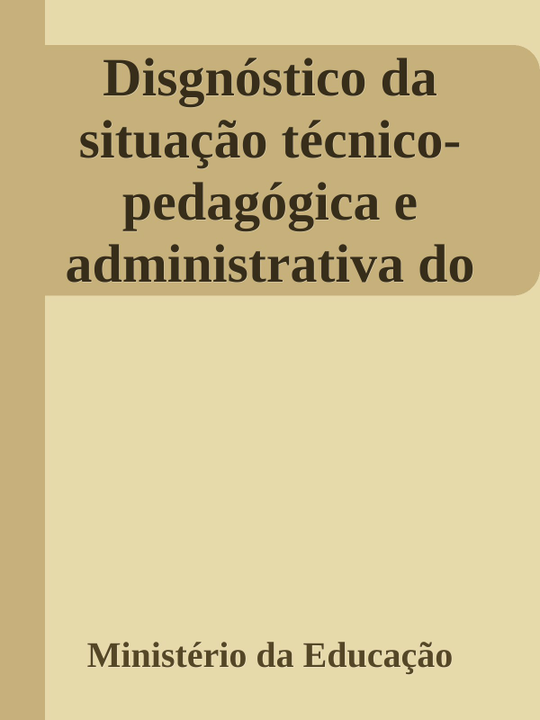 Disgnóstico da
situação técnico-
pedagógica e
administrativa do
Ministério da Educação